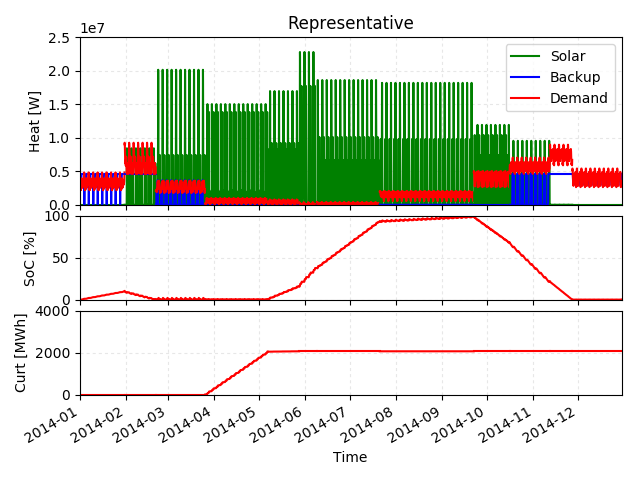 Representative
1e7
Heat [W]
2.5
2.0
1.5
1.0
0.5
0.0
Solar
Backup
Demand
SoC [%]
100
50
0
Curt [MWh]
4000
2000
0
2014-01
2014-02
2014-03
2014-04
2014-05
2014-06
2014-07
2014-08
2014-09
2014-10
2014-11
2014-12
Time